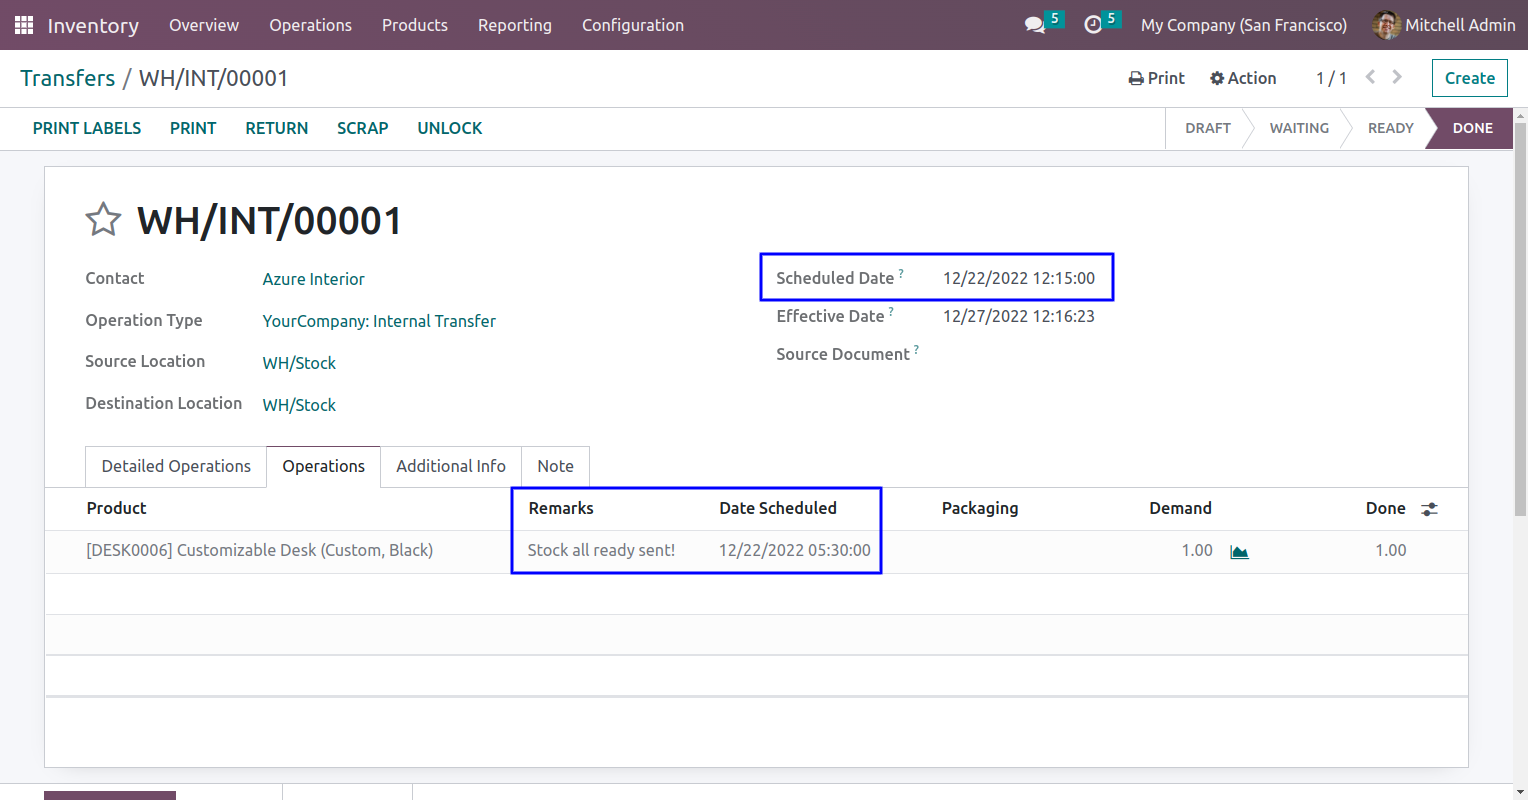 Inventory Overview Operations Products Reporting Configuration 5 5 My Company (San Francisco) Mitchell Admin
Transfers / WH/INT/00001 Print Action 1 / 1 Create
PRINT LABELS PRINT RETURN SCRAP UNLOCK DRAFT WAITING READY DONE
WH/INT/00001
Contact Azure Interior Scheduled Date ? 12/22/2022 12:15:00
Operation Type YourCompany: Internal Transfer Effective Date ? 12/27/2022 12:16:23
Source Location WH/Stock Source Document ?
Destination Location WH/Stock
Detailed Operations Operations Additional Info Note
Product Remarks Date Scheduled Packaging Demand Done
[DESK0006] Customizable Desk (Custom, Black) Stock all ready sent! 12/22/2022 05:30:00 1.00 1.00